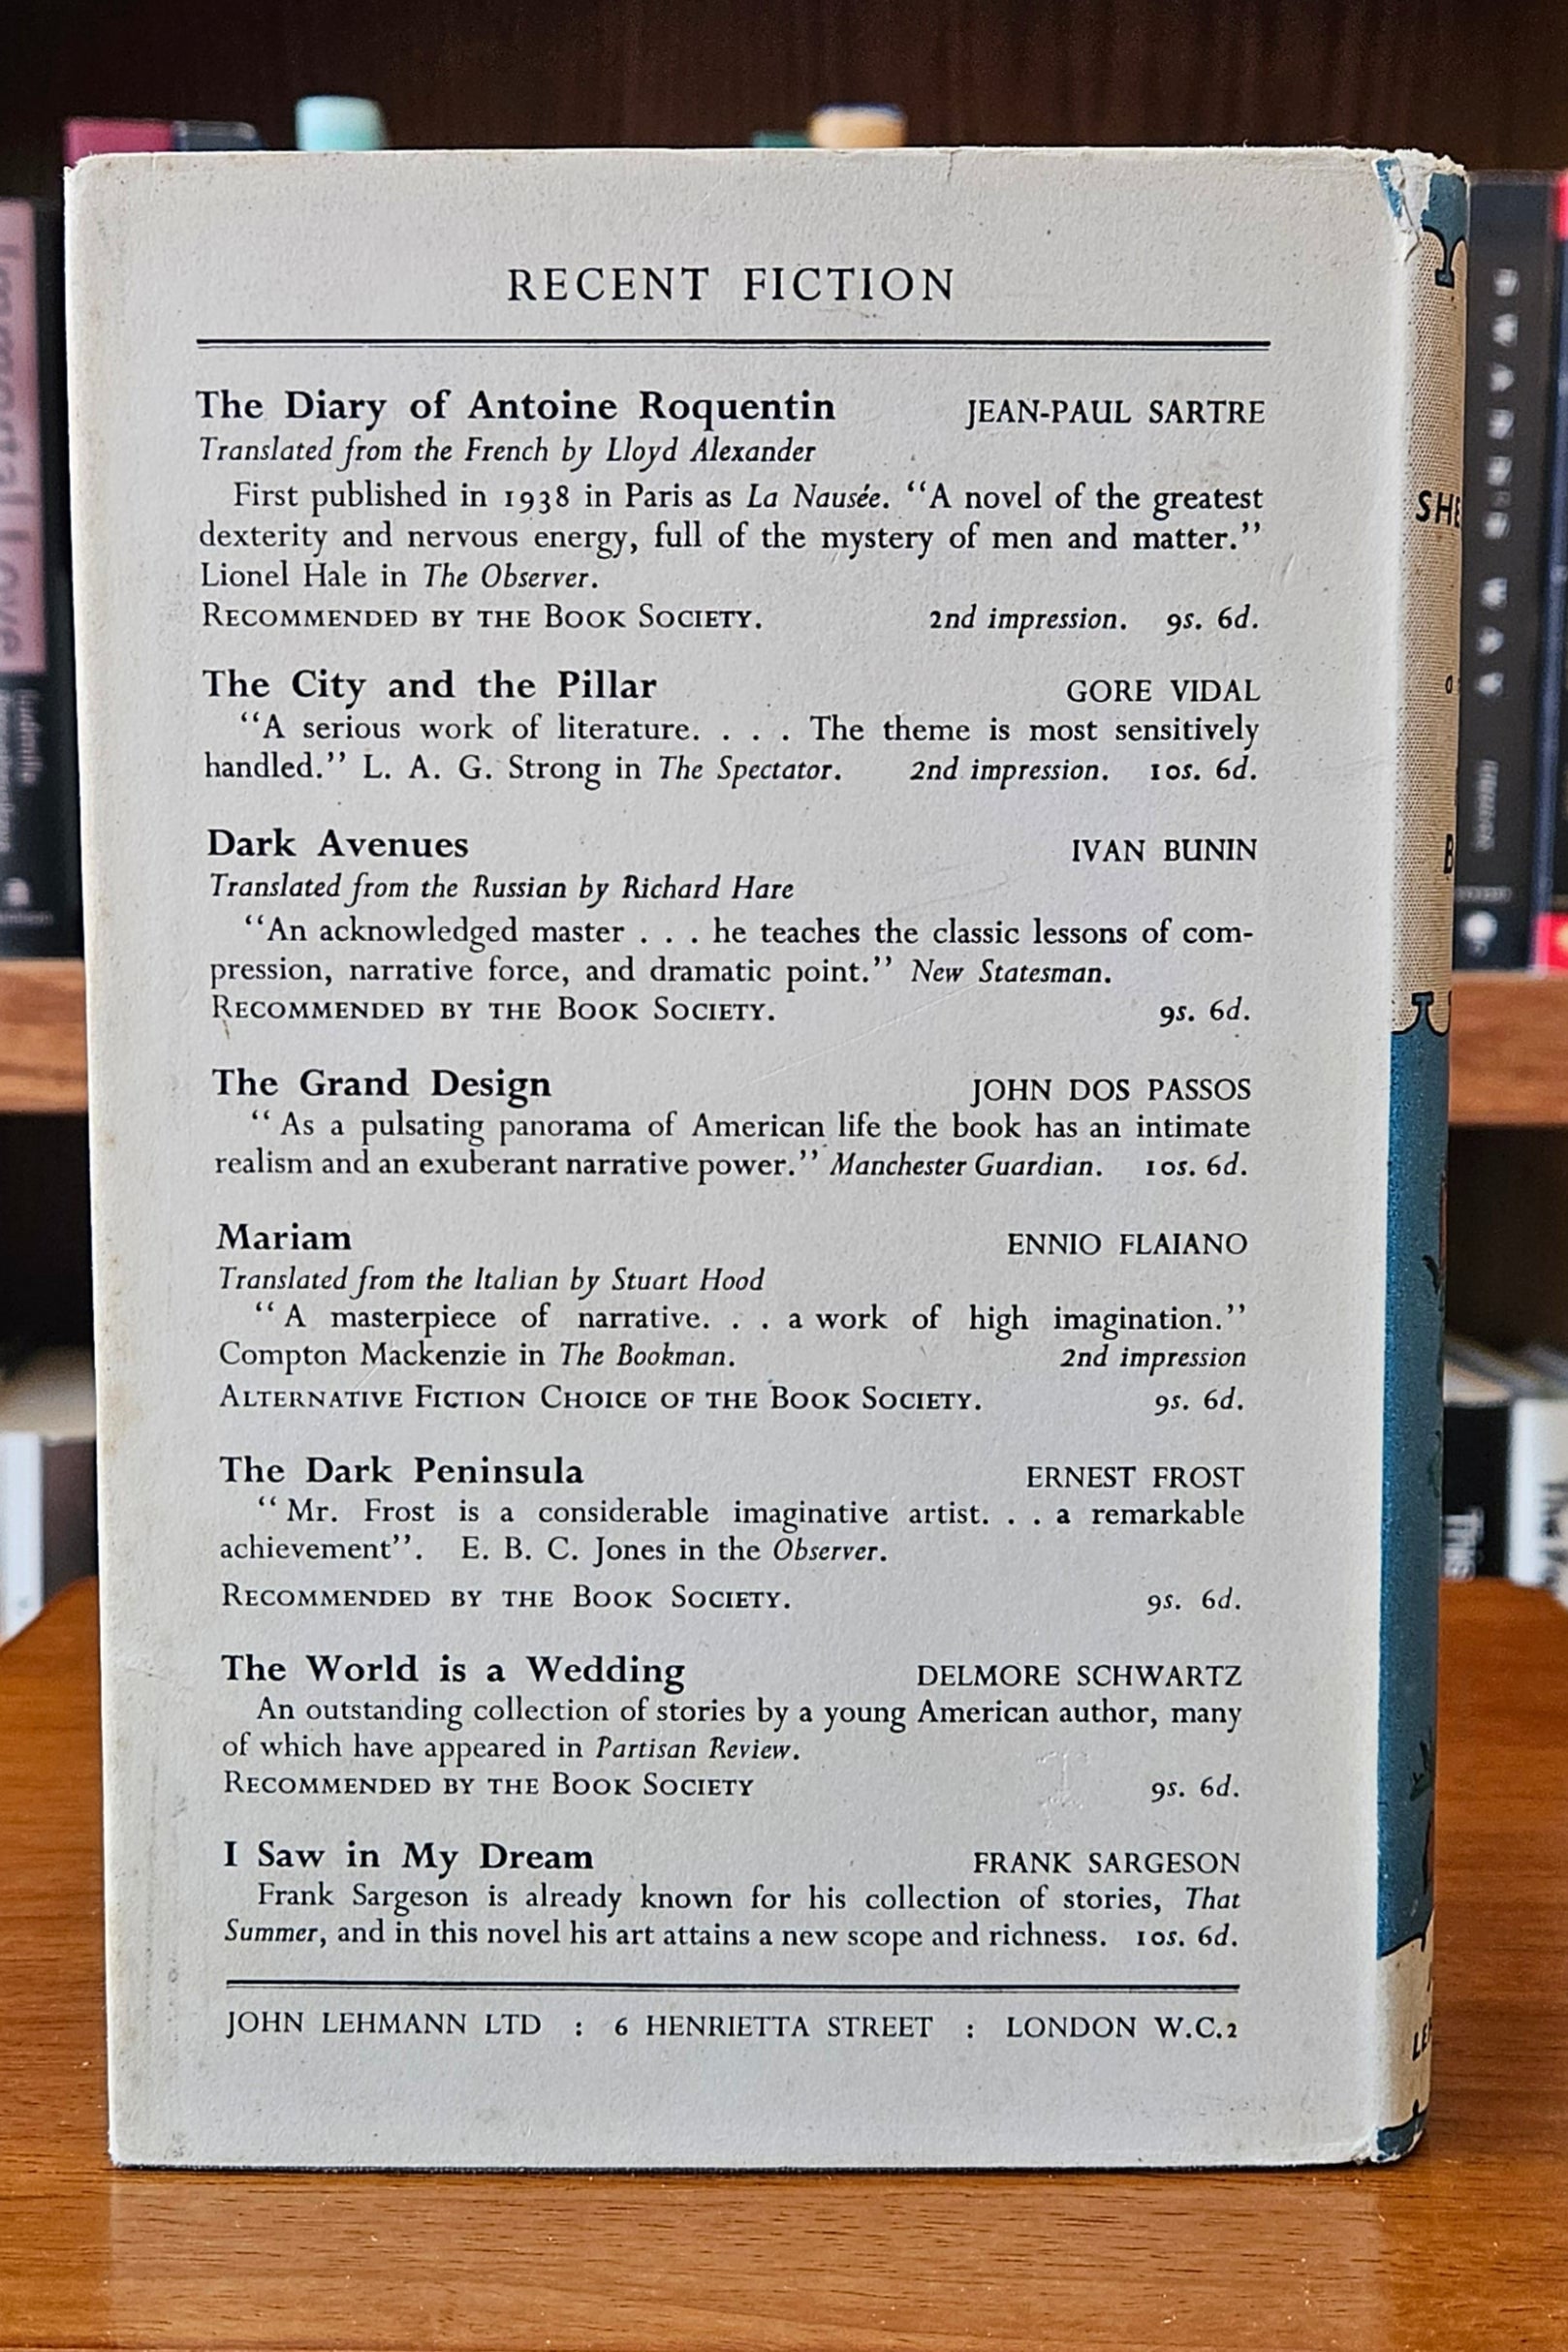 RECENT FICTION
The Diary of Antoine Roquentin JEAN-PAUL SARTRE
Translated from the French by Lloyd Alexander
First published in 1938 in Paris as La Nausée. “A novel of the greatest
dexterity and nervous energy, full of the mystery of men and matter.”
Lionel Hale in The Observer.
RECOMMENDED BY THE BOOK SOCIETY. 2nd impression. 9s. 6d.
The City and the Pillar GORE VIDAL
“A serious work of literature. . . . The theme is most sensitively
handled.” L. A. G. Strong in The Spectator. 2nd impression. 10s. 6d.
Dark Avenues IVAN BUNIN
Translated from the Russian by Richard Hare
“An acknowledged master . . . he teaches the classic lessons of com-
pression, narrative force, and dramatic point.” New Statesman.
RECOMMENDED BY THE BOOK SOCIETY. 9s. 6d.
The Grand Design JOHN DOS PASSOS
“As a pulsating panorama of American life the book has an intimate
realism and an exuberant narrative power.” Manchester Guardian. 10s. 6d.
Mariam ENNIO FLAIANO
Translated from the Italian by Stuart Hood
“A masterpiece of narrative. . . a work of high imagination.”
Compton Mackenzie in The Bookman. 2nd impression
ALTERNATIVE FICTION CHOICE OF THE BOOK SOCIETY. 9s. 6d.
The Dark Peninsula ERNEST FROST
“Mr. Frost is a considerable imaginative artist. . . a remarkable
achievement”. E. B. C. Jones in the Observer.
RECOMMENDED BY THE BOOK SOCIETY. 9s. 6d.
The World is a Wedding DELMORE SCHWARTZ
An outstanding collection of stories by a young American author, many
of which have appeared in Partisan Review.
RECOMMENDED BY THE BOOK SOCIETY 9s. 6d.
I Saw in My Dream FRANK SARGESON
Frank Sargeson is already known for his collection of stories, That
Summer, and in this novel his art attains a new scope and richness. 10s. 6d.
JOHN LEHMANN LTD : 6 HENRIETTA STREET : LONDON W.C.2
SHE